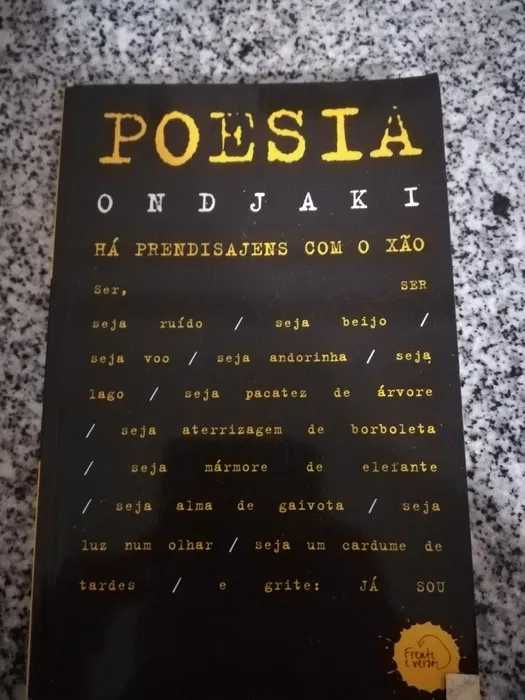 POESIA
ONDJAKI
HÁ PRENDISAJENS COM O XÃO
Ser, SER
seja ruído / seja beijo /
seja voo / seja andorinha / seja
lago / seja pacatez de árvore
/ seja aterrizagem de borboleta
/ seja mármore de elefante
/ seja alma de gaivota / seja
luz num olhar / seja um cardume de
tardes / e grite: JÁ SOU
Frente
e verso